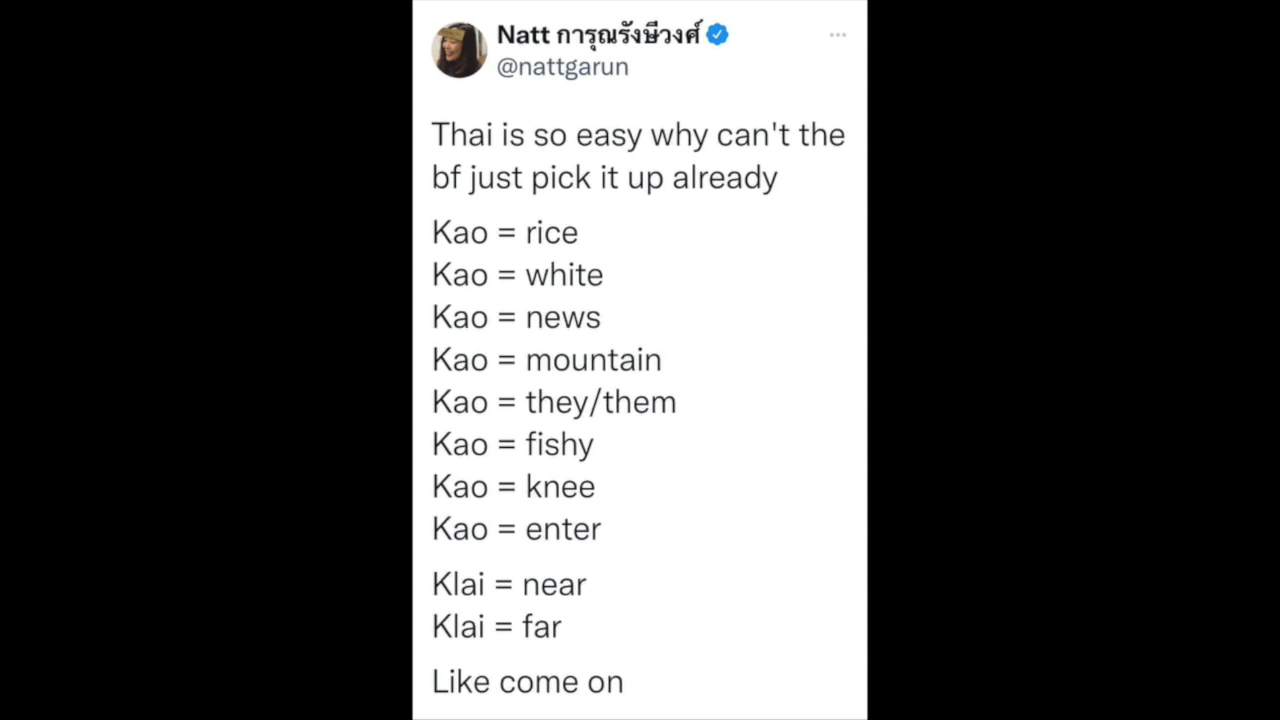 Natt การุณรังษีวงศ์
@nattgarun
Thai is so easy why can't the
bf just pick it up already
Kao = rice
Kao = white
Kao = news
Kao = mountain
Kao = they/them
Kao = fishy
Kao = knee
Kao = enter
Klai = near
Klai = far
Like come on